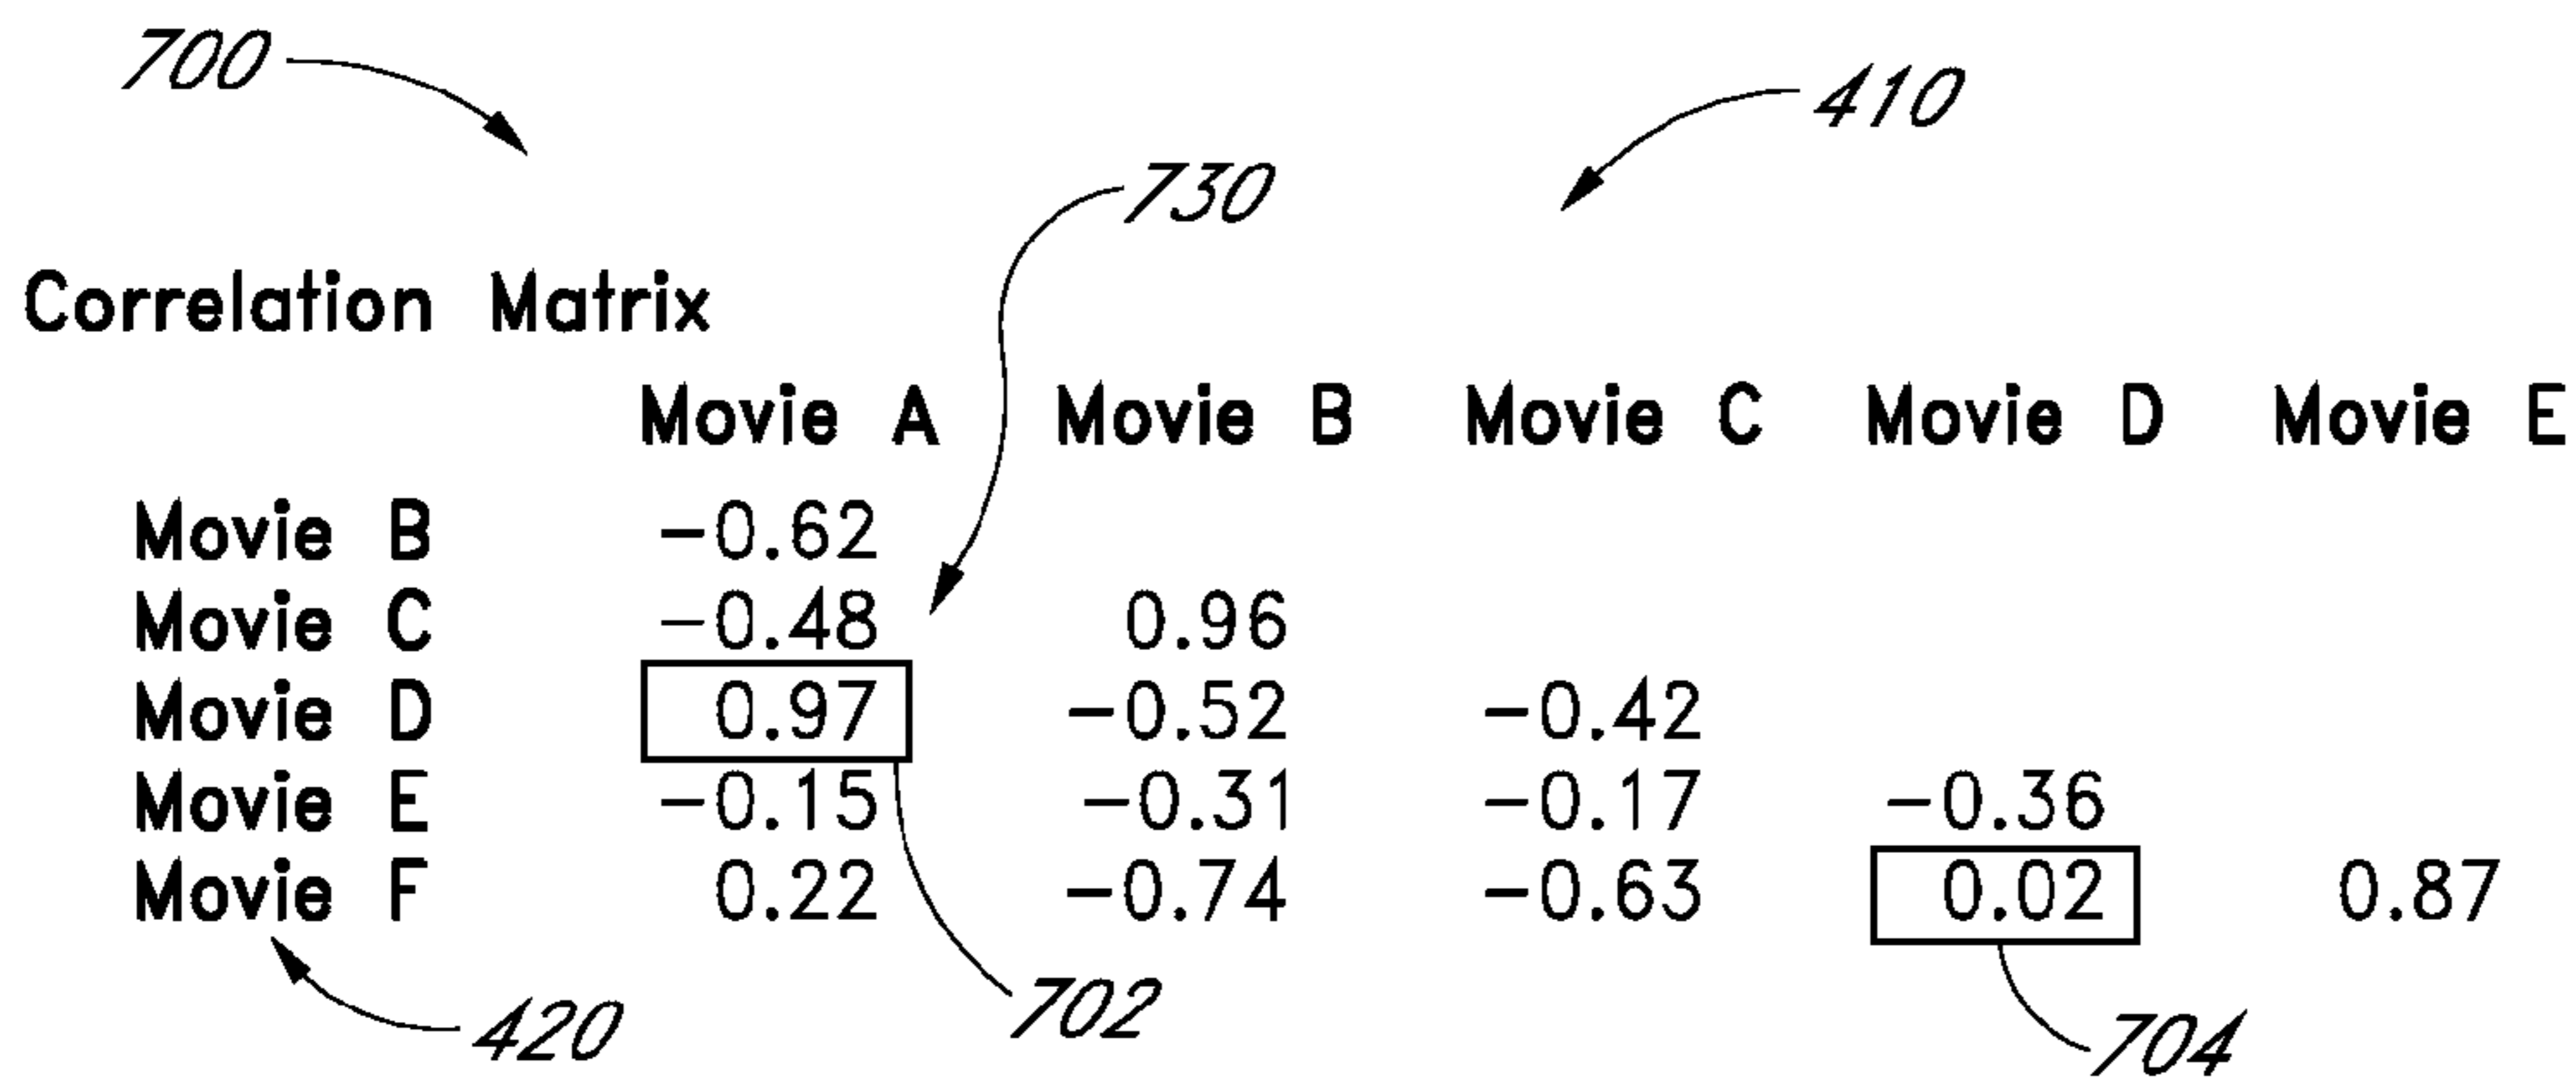 700
410
730
Correlation Matrix
Movie A Movie B Movie C Movie D Movie E
Movie B -0.62
Movie C -0.48 0.96
Movie D 0.97 -0.52 -0.42
Movie E -0.15 -0.31 -0.17 -0.36
Movie F 0.22 -0.74 -0.63 0.02 0.87
420
702
704